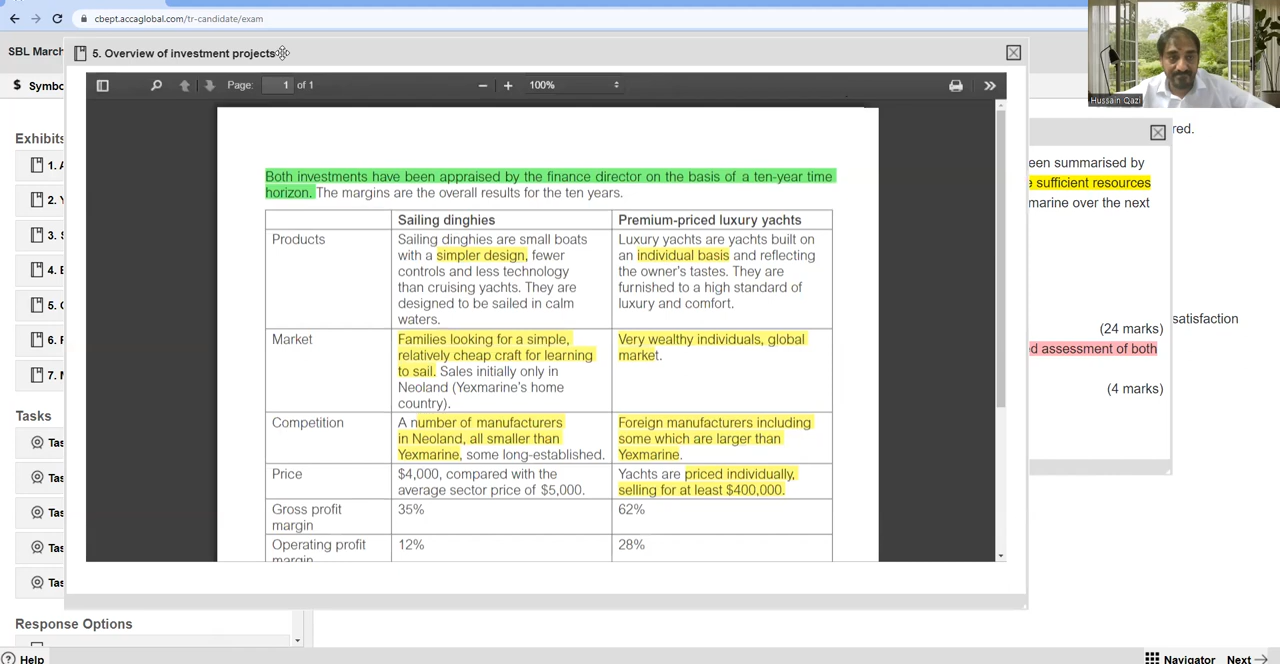 cbept.accaglobal.com/tr-candidate/exam
SBL March
5. Overview of investment projects
$ Symbo
Page: 1 of 1
100%
Hussain Qazi
Exhibits
1. A
2. Y
3. S
4. E
5. C
6. F
7. M
Tasks
Tas
Tas
Tas
Tas
Tas
Response Options
Both investments have been appraised by the finance director on the basis of a ten-year time
horizon. The margins are the overall results for the ten years.
Sailing dinghies
Premium-priced luxury yachts
Products
Sailing dinghies are small boats
with a simpler design, fewer
controls and less technology
than cruising yachts. They are
designed to be sailed in calm
waters.
Luxury yachts are yachts built on
an individual basis and reflecting
the owner's tastes. They are
furnished to a high standard of
luxury and comfort.
Market
Families looking for a simple,
relatively cheap craft for learning
to sail. Sales initially only in
Neoland (Yexmarine's home
country).
Very wealthy individuals, global
market.
Competition
A number of manufacturers
in Neoland, all smaller than
Yexmarine, some long-established.
Foreign manufacturers including
some which are larger than
Yexmarine.
Price
$4,000, compared with the
average sector price of $5,000.
Yachts are priced individually,
selling for at least $400,000.
Gross profit
margin
35%
62%
Operating profit
margin
12%
28%
red.
een summarised by
e sufficient resources
marine over the next
satisfaction
(24 marks)
d assessment of both
(4 marks)
Help
Navigator
Next